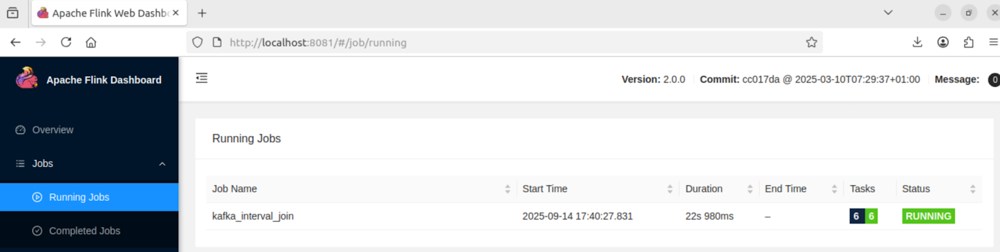 Apache Flink Web Dashbo
http://localhost:8081/#/job/running
Apache Flink Dashboard
Version: 2.0.0 Commit: cc017da @ 2025-03-10T07:29:37+01:00 Message: 0
Overview
Jobs
Running Jobs
Completed Jobs
Running Jobs
Job Name Start Time Duration End Time Tasks Status
kafka_interval_join 2025-09-14 17:40:27.831 22s 980ms – 6 6 RUNNING